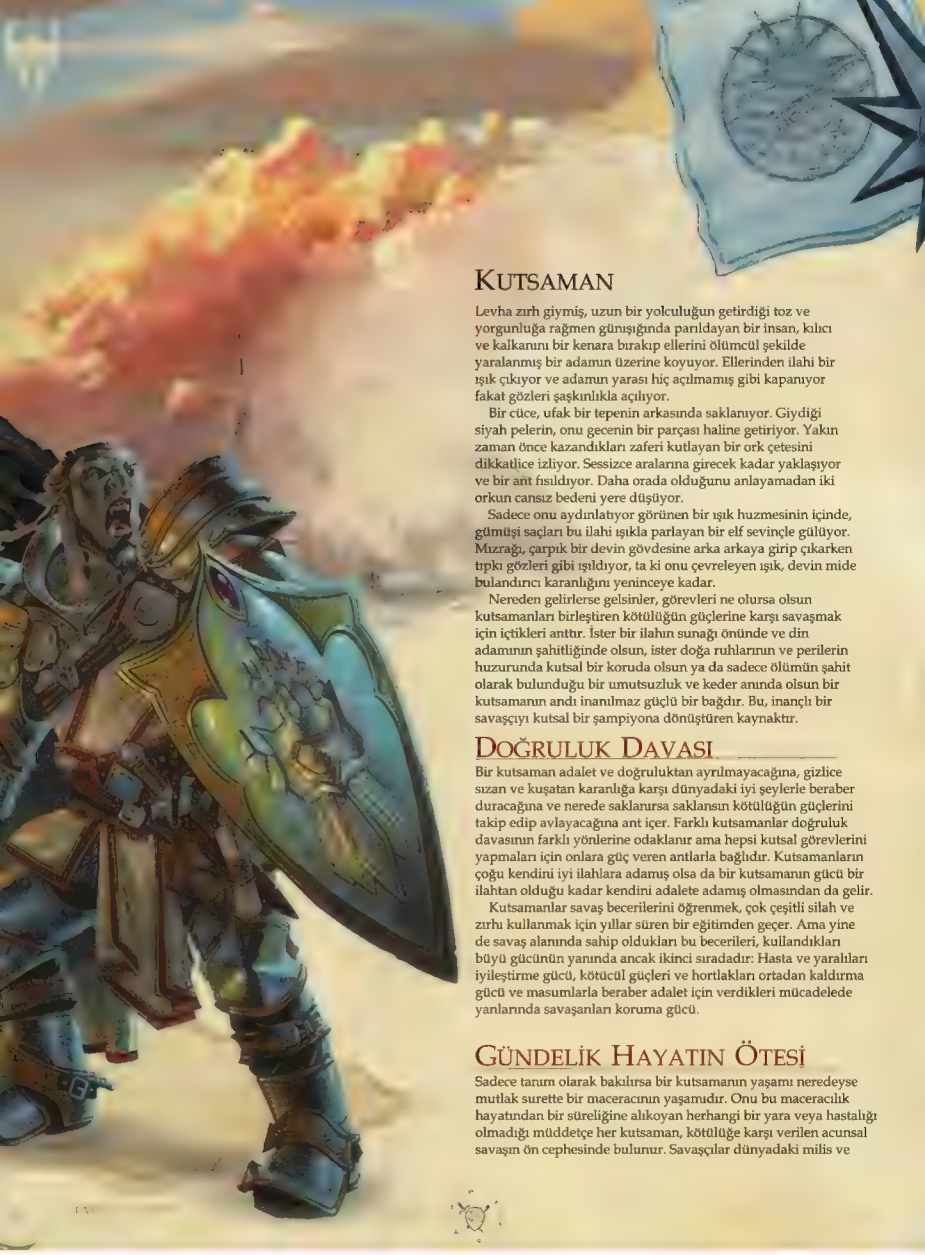 KUTSAMAN
Levha zırh giymiş, uzun bir yolculuğun getirdiği toz ve
yorgunluğa rağmen günışığında parıldayan bir insan, kılıcı
ve kalkanını bir kenara bırakıp ellerini ölümcül şekilde
yaralanmış bir adamın üzerine koyuyor. Ellerinden ilahi bir
ışık çıkıyor ve adamın yarası hiç açılmamış gibi kapanıyor
fakat gözleri şaşkınlıkla açılıyor.
Bir cüce, ufak bir tepenin arkasında saklanıyor. Giydiği
siyah pelerin, onu gecenin bir parçası haline getiriyor. Yakın
zaman önce kazandıkları zaferi kutlayan bir ork çetesini
dikkatlice izliyor. Sessizce aralarına girecek kadar yaklaşıyor
ve bir ant fısıldıyor. Daha orada olduğunu anlayamadan iki
orkun cansız bedeni yere düşüyor.
Sadece onu aydınlatıyor görünen bir ışık huzmesinin içinde,
gümüşi saçları bu ilahi ışıkla parlayan bir elf sevinçle gülüyor.
Mızrağı, çarpık bir devin gövdesine arka arkaya girip çıkarken
tıpkı gözleri gibi ışıldıyor, ta ki onu çevreleyen ışık, devin mide
bulandırıcı karanlığını yeninceye kadar.
Nereden gelirlerse gelsinler, görevleri ne olursa olsun
kutsamanları birleştiren kötülüğün güçlerine karşı savaşmak
için içtikleri anttır. İster bir ilahın sunağı önünde ve din
adamının şahitliğinde olsun, ister doğa ruhlarının ve perilerin
huzurunda kutsal bir koruda olsun ya da sadece ölümün şahit
olarak bulunduğu bir umutsuzluk ve keder anında olsun bir
kutsamanın andı inanılmaz güçlü bir bağdır. Bu, inançlı bir
savaşçıyı kutsal bir şampiyona dönüştüren kaynaktır.
DOĞRULUK DAVASI
Bir kutsaman adalet ve doğruluktan ayrılmayacağına, gizlice
sızan ve kuşatan karanlığa karşı dünyadaki iyi şeylerle beraber
duracağına ve nerede saklanırsa saklansın kötülüğün güçlerini
takip edip avlayacağına ant içer. Farklı kutsamanlar doğruluk
davasının farklı yönlerine odaklanır ama hepsi kutsal görevlerini
yapmaları için onlara güç veren antlarla bağlıdır. Kutsamanların
çoğu kendini iyi ilahlara adamış olsa da bir kutsamanın gücü bir
ilahtan olduğu kadar kendini adalete adamış olmasından da gelir.
Kutsamanlar savaş becerilerini öğrenmek, çok çeşitli silah ve
zırhı kullanmak için yıllar süren bir eğitimden geçer. Ama yine
de savaş alanında sahip oldukları bu becerileri, kullandıkları
büyü gücünün yanında ancak ikinci sıradadır: Hasta ve yaralıları
iyileştirme gücü, kötücül güçleri ve hortlakları ortadan kaldırma
gücü ve masumlarla beraber adalet için verdikleri mücadelede
yanlarında savaşanları koruma gücü.
GÜNDELİK HAYATIN ÖTESİ
Sadece tanım olarak bakılırsa bir kutsamanın yaşamı neredeyse
mutlak surette bir maceracının yaşamıdır. Onu bu maceracılık
hayatından bir süreliğine alıkoyan herhangi bir yara veya hastalığı
olmadığı müddetçe her kutsaman, kötülüğe karşı verilen acunsal
savaşın ön cephesinde bulunur. Savaşçılar dünyadaki milis ve